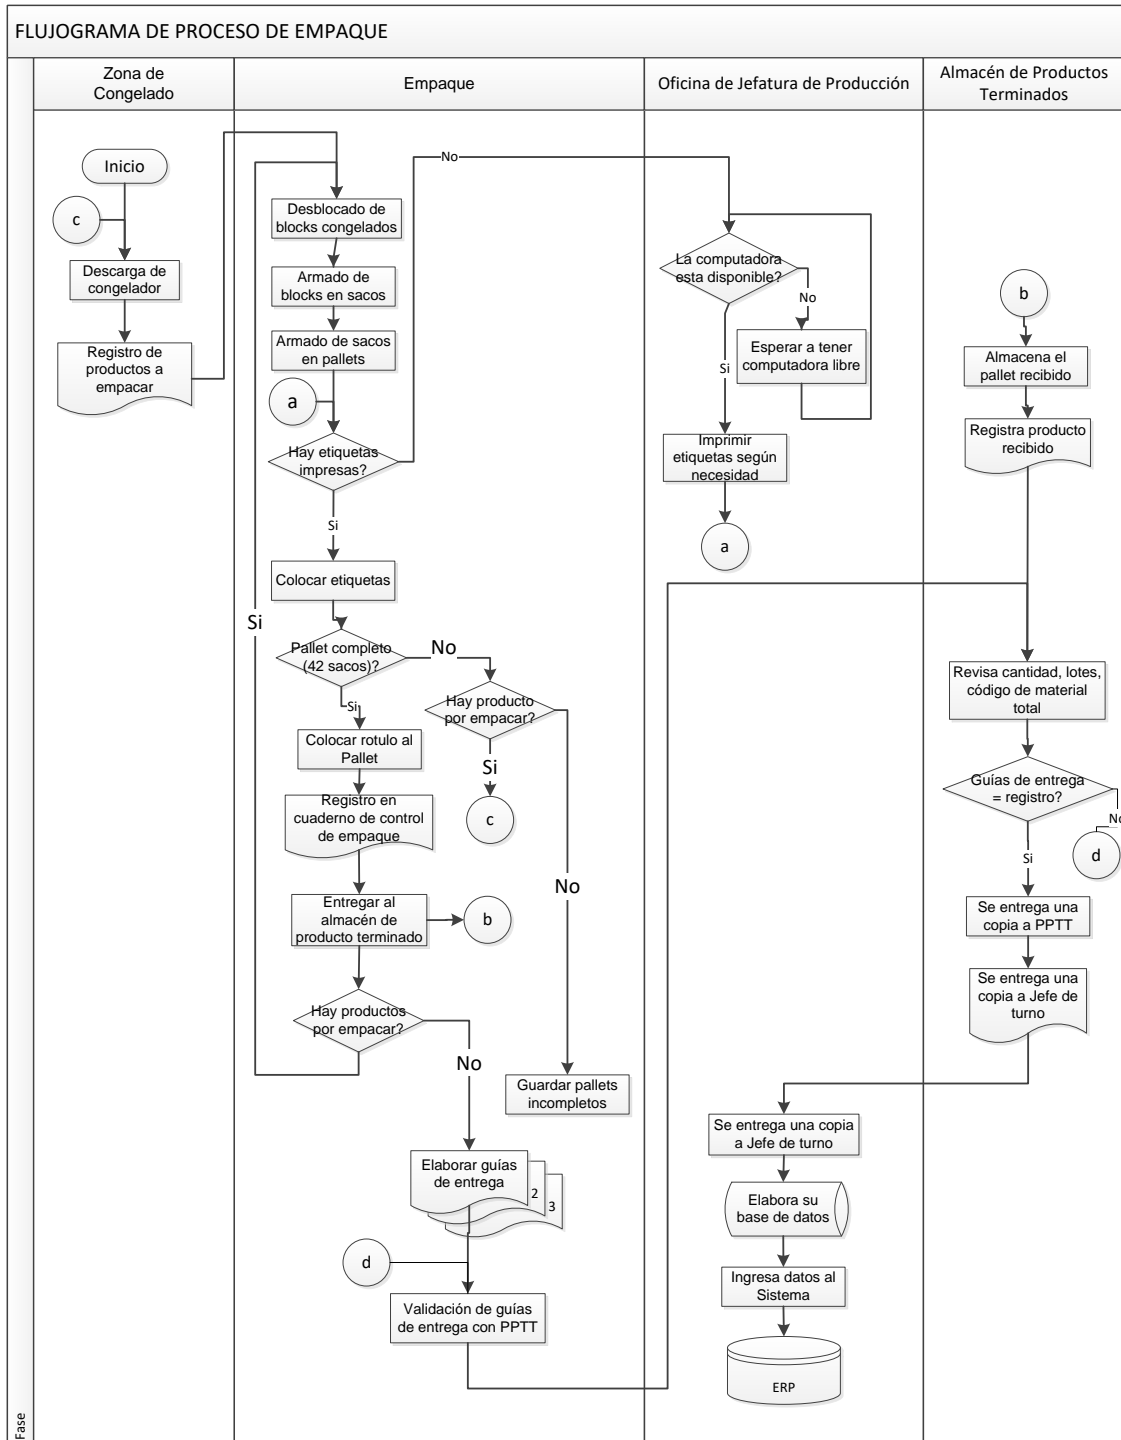 FLUJOGRAMA DE PROCESO DE EMPAQUE
Fase
Zona de
Congelado
Empaque
Oficina de Jefatura de Producción
Almacén de Productos
Terminados
Inicio
c
Descarga de
congelador
Registro de
productos a
empacar
Desblocado de
blocks congelados
Armado de
blocks en sacos
Armado de sacos
en pallets
a
Hay etiquetas
impresas?
No
Si
Colocar etiquetas
Si
Pallet completo
(42 sacos)?
No
Si
Hay producto
por empacar?
Si
c
No
Colocar rotulo al
Pallet
Registro en
cuaderno de control
de empaque
Entregar al
almacén de
producto terminado
b
Hay productos
por empacar?
No
Guardar pallets
incompletos
Elaborar guías
de entrega
2
3
d
Validación de guías
de entrega con PPTT
La computadora
esta disponible?
No
Esperar a tener
computadora libre
Si
Imprimir
etiquetas según
necesidad
a
Se entrega una copia
a Jefe de turno
Elabora su
base de datos
Ingresa datos al
Sistema
ERP
b
Almacena el
pallet recibido
Registra producto
recibido
Revisa cantidad, lotes,
código de material
total
Guías de entrega
= registro?
No
d
Si
Se entrega una
copia a PPTT
Se entrega una
copia a Jefe de
turno